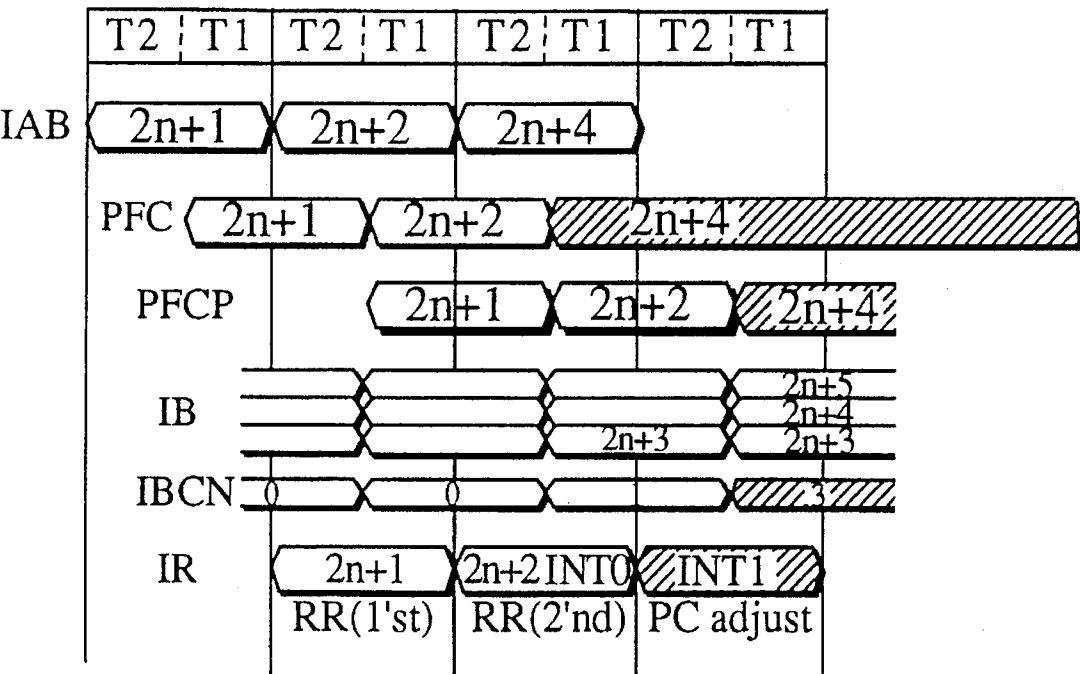 T2 T1 T2 T1 T2 T1 T2 T1
IAB 2n+1 2n+2 2n+4
PFC 2n+1 2n+2 2n+4
PFCP 2n+1 2n+2 2n+4
2n+5
IB 2n+4
2n+3 2n+3
IBCN 0 0 3
IR 2n+1 2n+2 INT0 INT1
RR(1'st) RR(2'nd) PC adjust